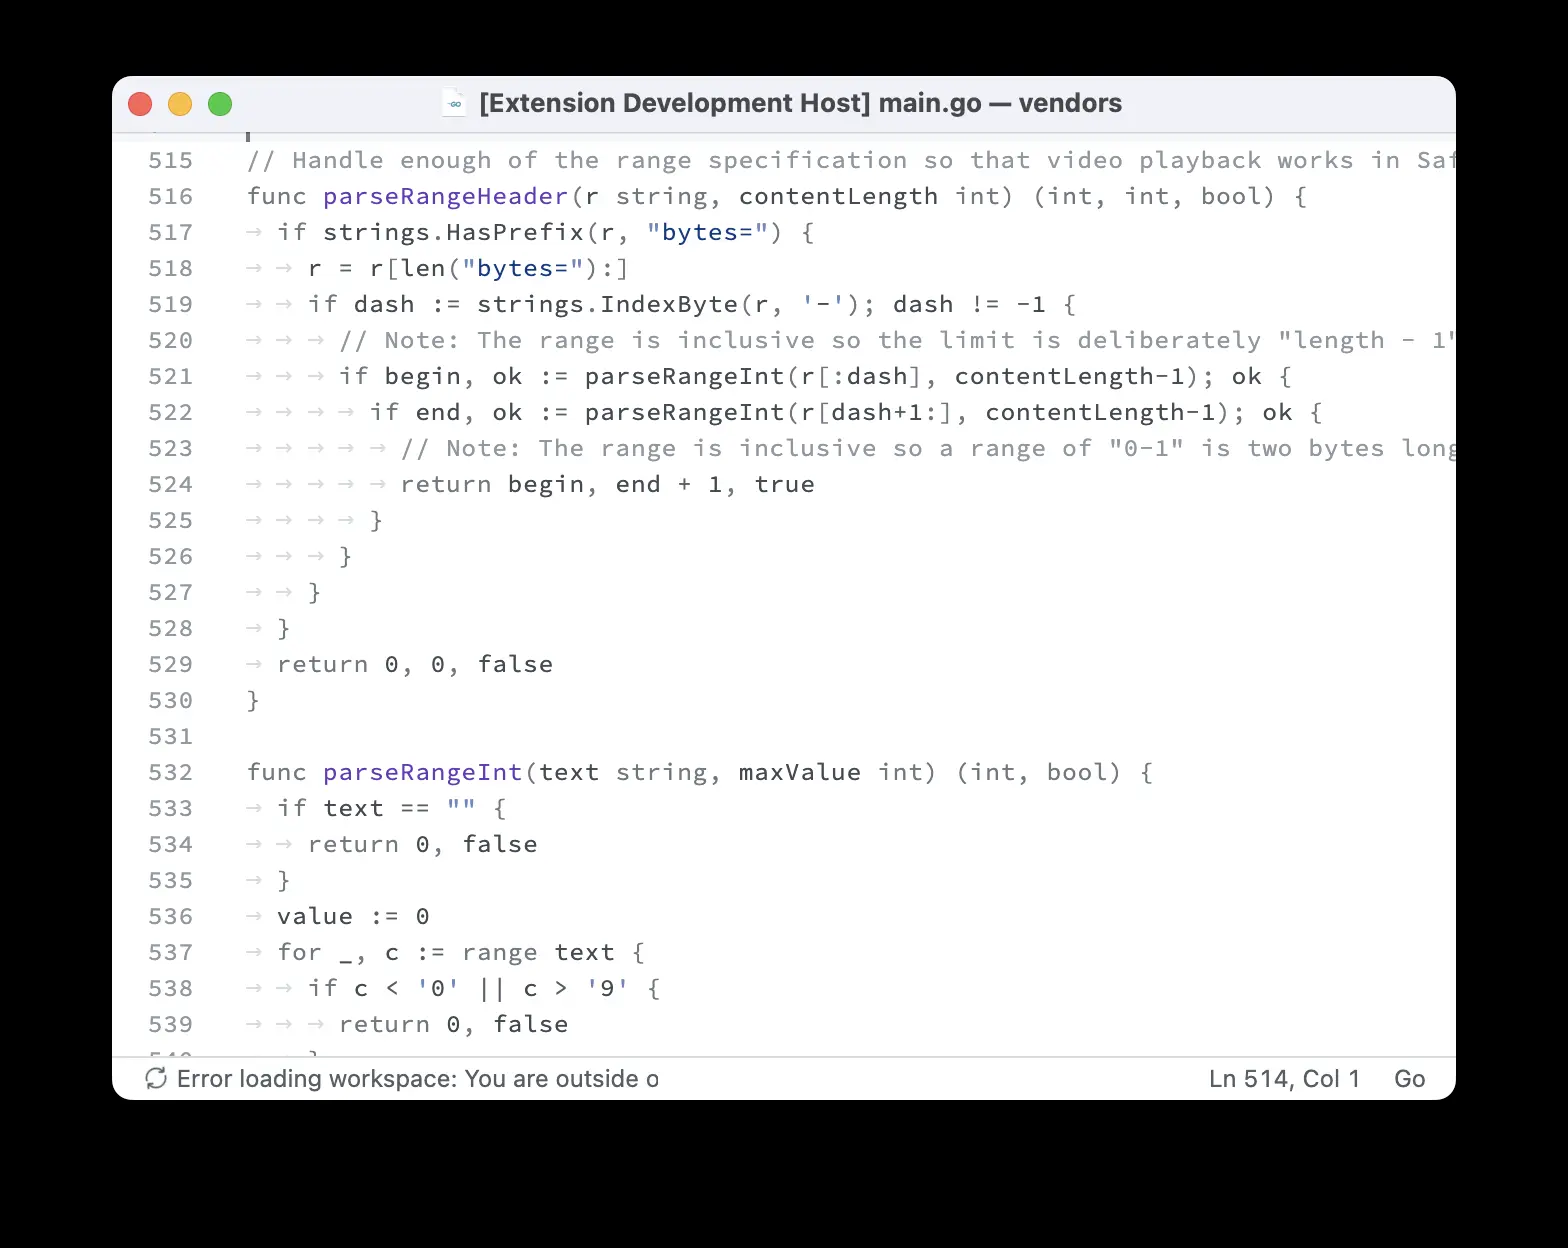 [Extension Development Host] main.go — vendors
515 // Handle enough of the range specification so that video playback works in Saf
516 func parseRangeHeader(r string, contentLength int) (int, int, bool) {
517 → if strings.HasPrefix(r, "bytes=") {
518 → → r = r[len("bytes="):]
519 → → if dash := strings.IndexByte(r, '-'); dash != -1 {
520 → → → // Note: The range is inclusive so the limit is deliberately "length - 1"
521 → → → if begin, ok := parseRangeInt(r[:dash], contentLength-1); ok {
522 → → → → if end, ok := parseRangeInt(r[dash+1:], contentLength-1); ok {
523 → → → → → // Note: The range is inclusive so a range of "0-1" is two bytes long
524 → → → → → return begin, end + 1, true
525 → → → → }
526 → → → }
527 → → }
528 → }
529 → return 0, 0, false
530 }
531
532 func parseRangeInt(text string, maxValue int) (int, bool) {
533 → if text == "" {
534 → → return 0, false
535 → }
536 → value := 0
537 → for _, c := range text {
538 → → if c < '0' || c > '9' {
539 → → → return 0, false
Error loading workspace: You are outside o
Ln 514, Col 1 Go